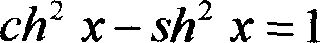 ch² x − sh² x = 1